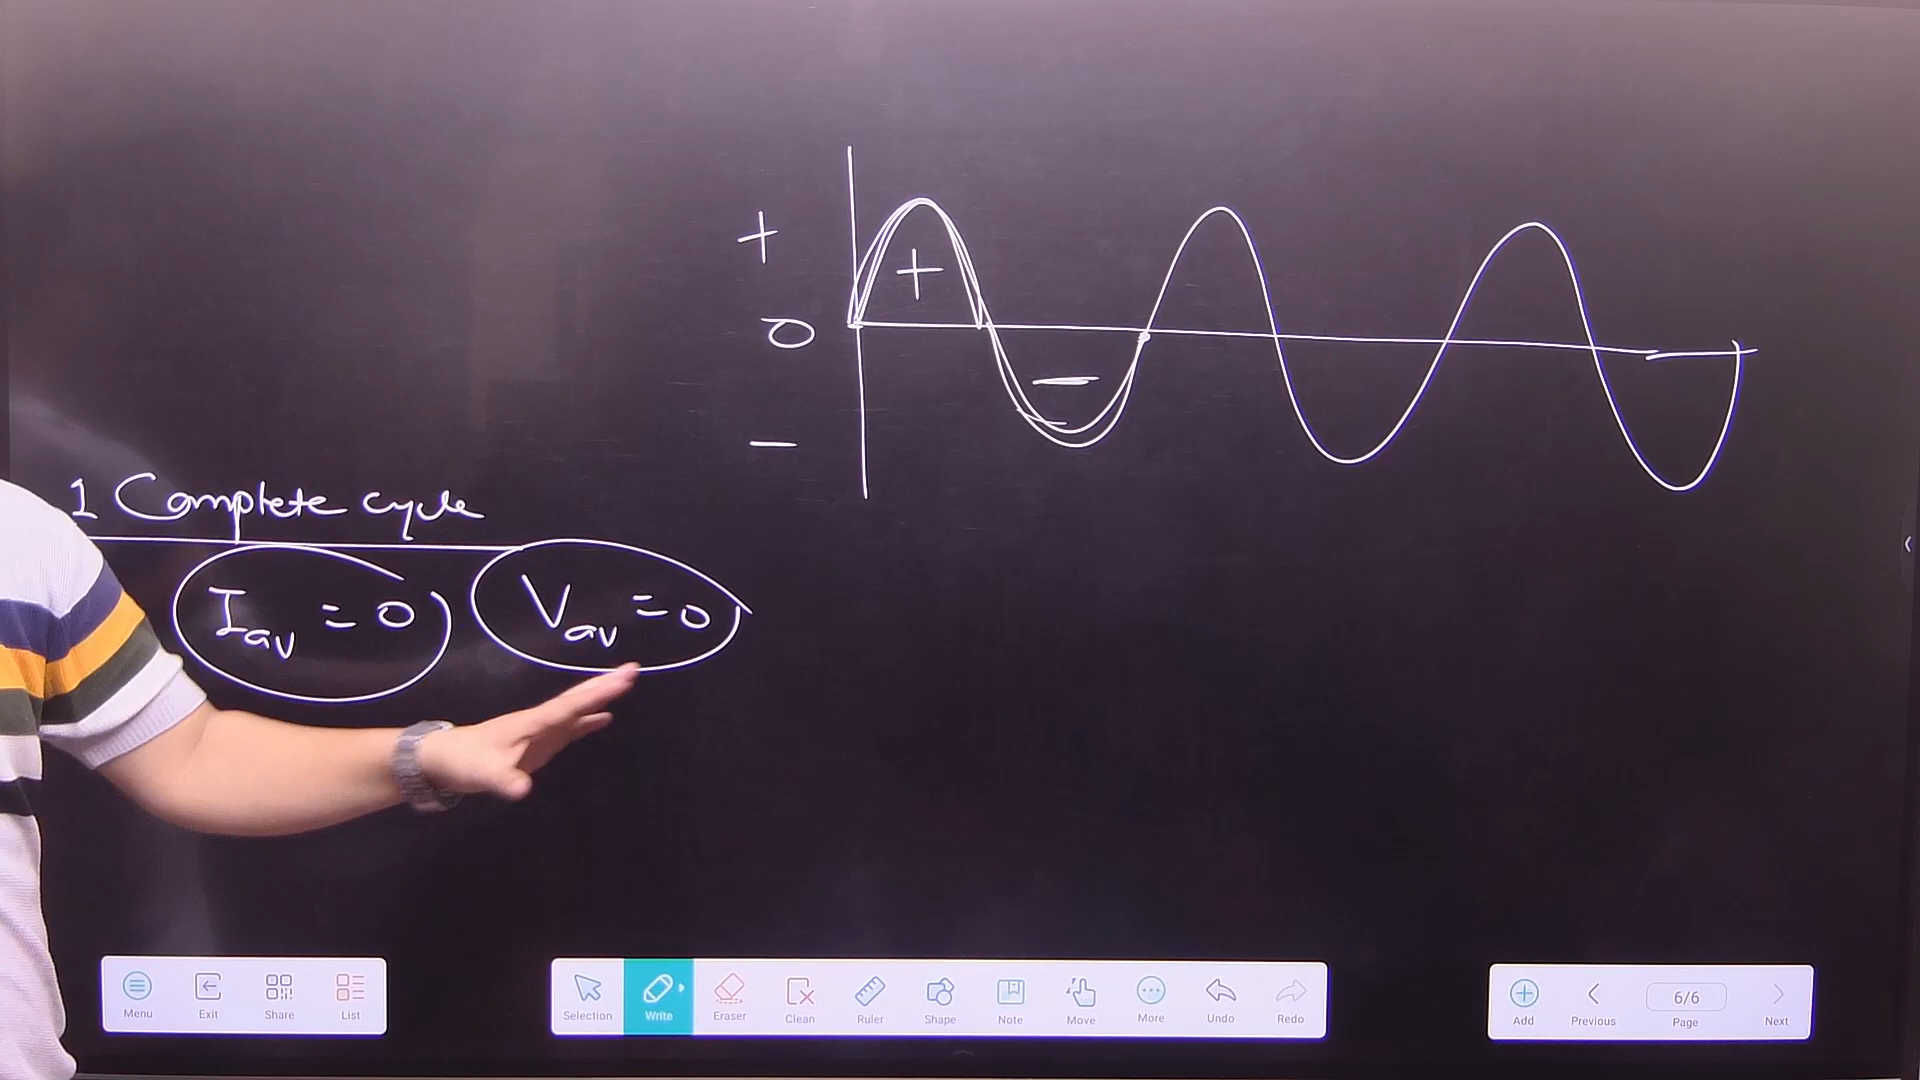 +
+
0
−
−
1 Complete cycle
Iav = 0
Vav = 0
Menu
Exit
Share
List
Selection
Write
Eraser
Clean
Ruler
Shape
Note
Move
More
Undo
Redo
Add
Previous
6/6
Page
Next